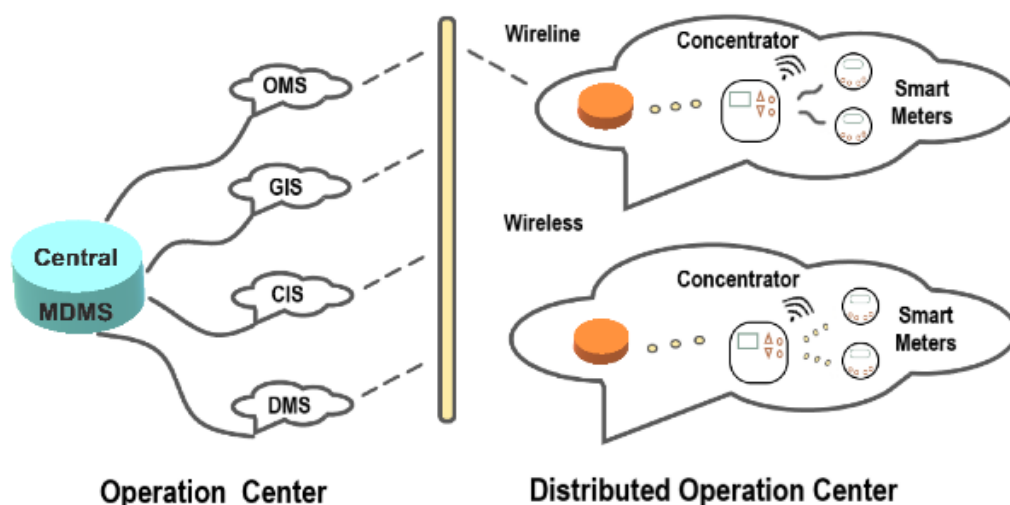 OMS
GIS
Central
MDMS
CIS
DMS
Operation Center
Wireline
Concentrator
Smart
Meters
Wireless
Concentrator
Smart
Meters
Distributed Operation Center